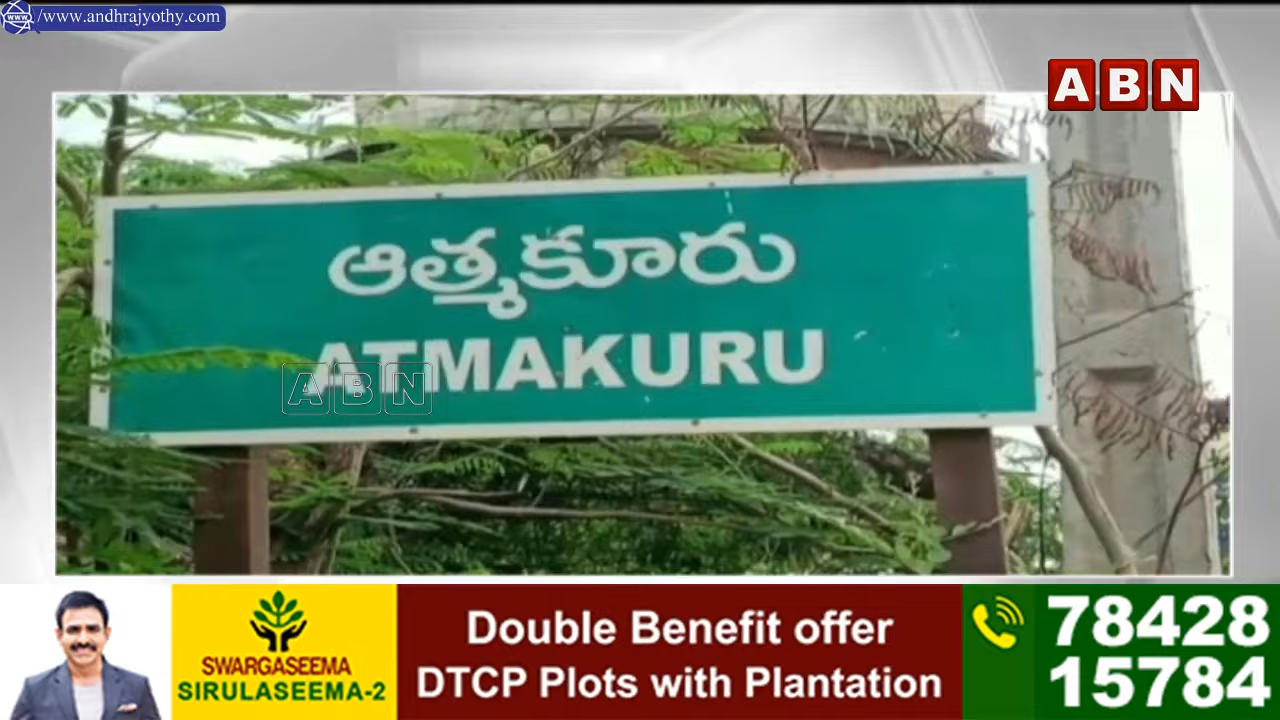 www./www.andhrajyothy.com
ABN
ఆత్మకూరు
ATMAKURU
ABN
SWARGASEEMA
SIRULASEEMA-2
Double Benefit offer
DTCP Plots with Plantation
78428
15784